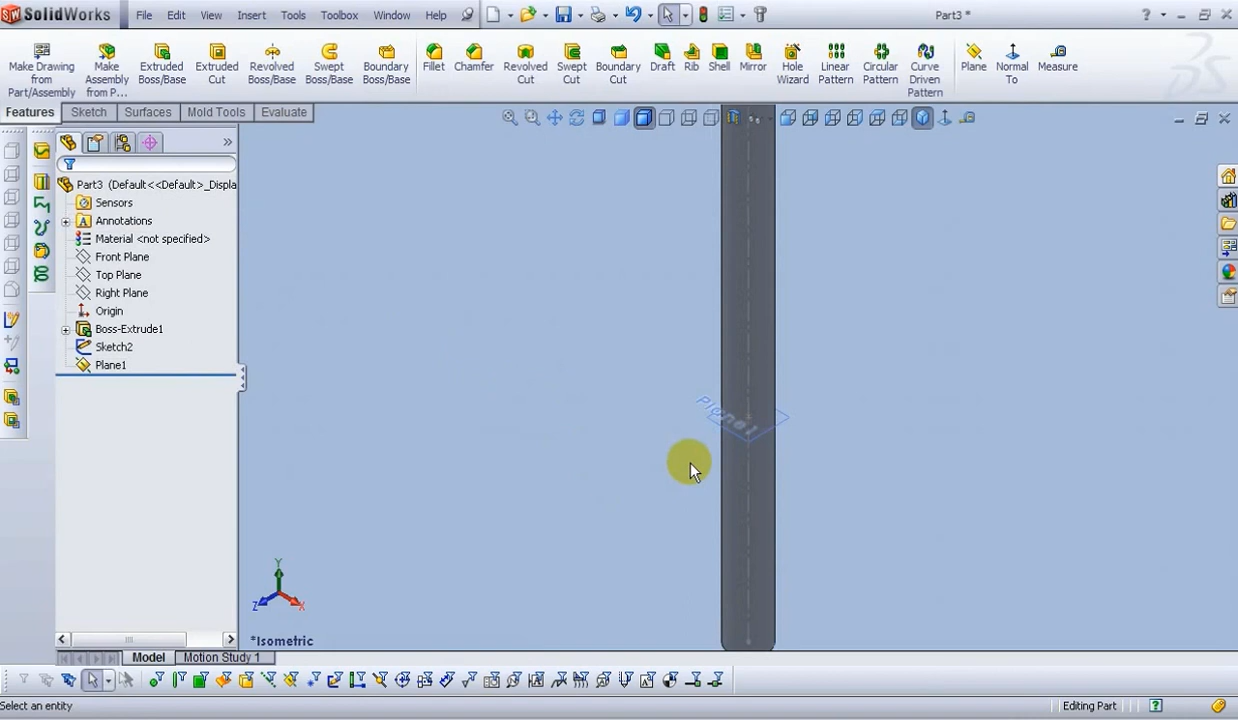 SolidWorks
File Edit View Insert Tools Toolbox Window Help
Part3 *
Make Drawing from Part/Assembly
Make Assembly from P...
Extruded Boss/Base
Extruded Cut
Revolved Boss/Base
Swept Boss/Base
Boundary Boss/Base
Fillet
Chamfer
Revolved Cut
Swept Cut
Boundary Cut
Draft
Rib
Shell
Mirror
Hole Wizard
Linear Pattern
Circular Pattern
Curve Driven Pattern
Plane
Normal To
Measure
Features Sketch Surfaces Mold Tools Evaluate
Part3 (Default<<Default>_Displa
Sensors
Annotations
Material <not specified>
Front Plane
Top Plane
Right Plane
Origin
Boss-Extrude1
Sketch2
Plane1
Plane1
Y
Z
X
*Isometric
Model Motion Study 1
Select an entity
Editing Part